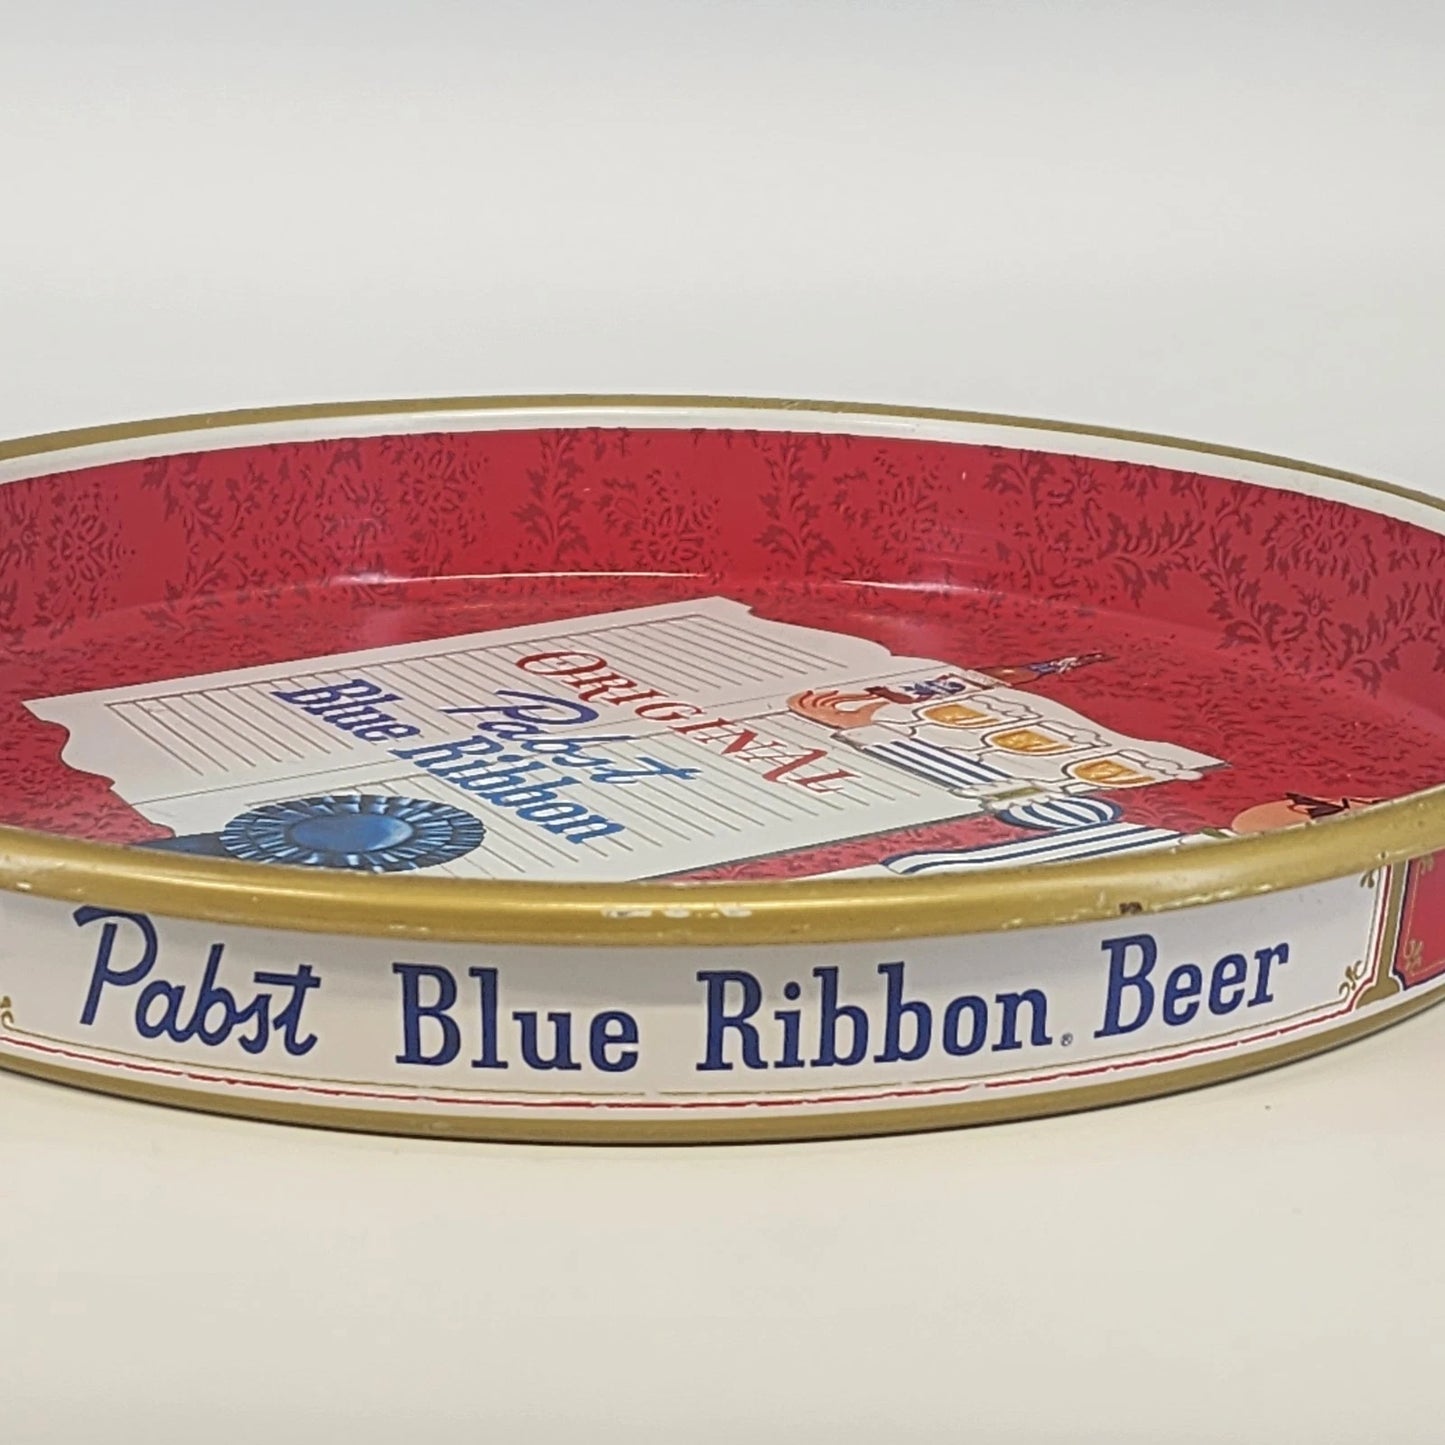 ORIGINAL
Pabst
Blue Ribbon
Pabst Blue Ribbon® Beer